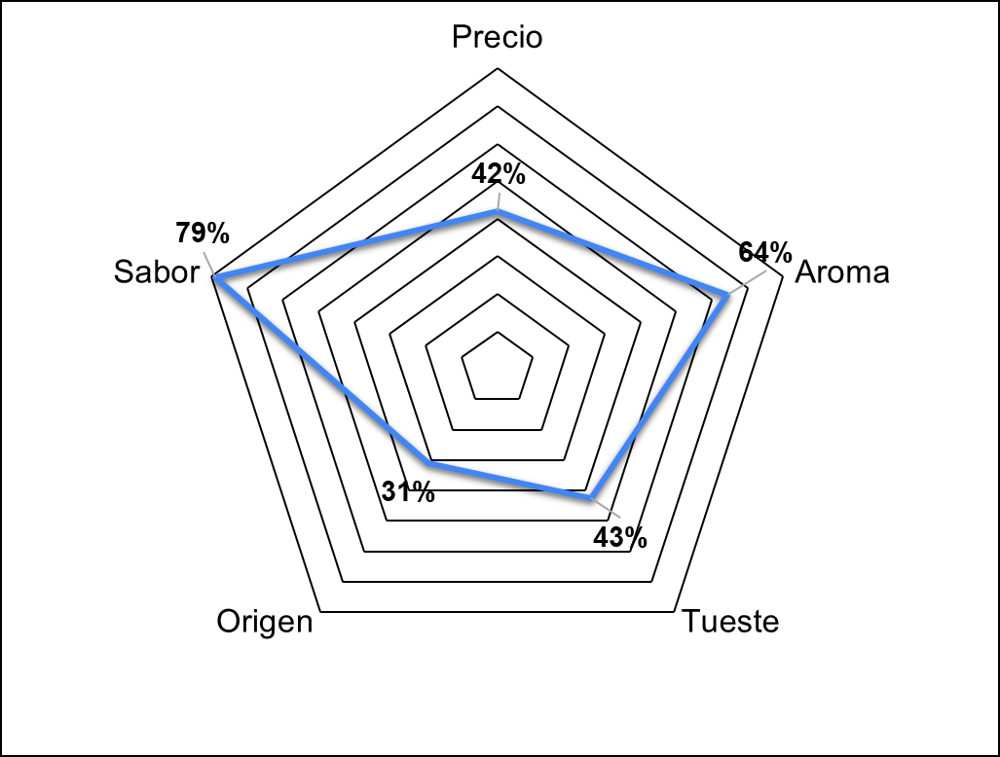 Precio
42%
79%
64%
Sabor
Aroma
31%
43%
Origen
Tueste